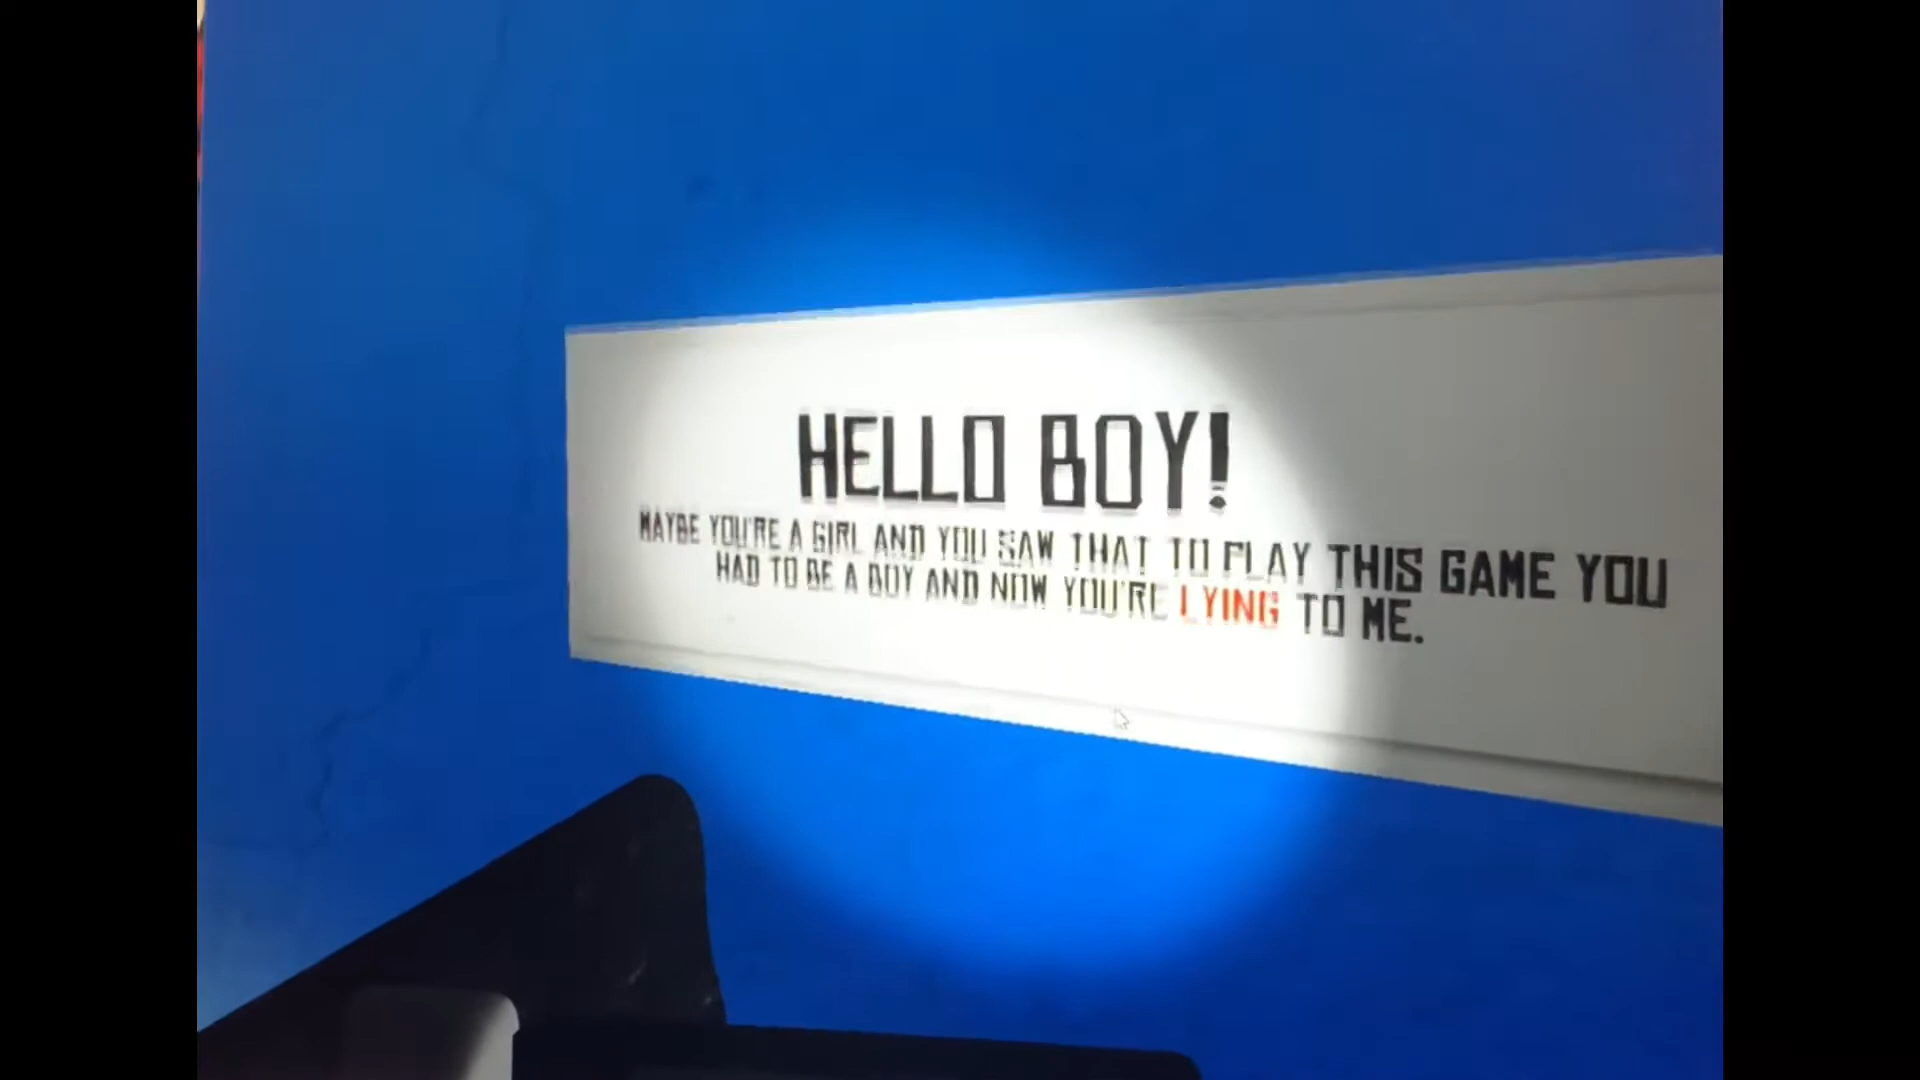 HELLO BOY!
MAYBE YOU'RE A GIRL AND YOU SAW THAT TO PLAY THIS GAME YOU
HAD TO BE A BOY AND NOW YOU'RE LYING TO ME.